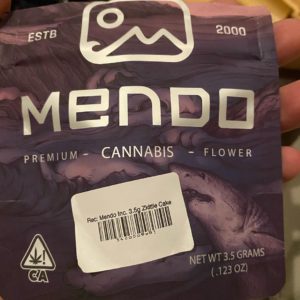 ESTB 2000
MENDO
PREMIUM - CANNABIS - FLOWER
Rec: Mendo Inc. 3.5g Zkittle Cake
NET WT 3.5 GRAMS
(.123 OZ)
!
CA